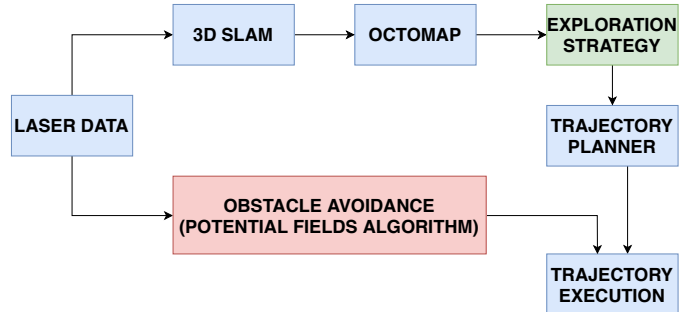 3D SLAM
OCTOMAP
EXPLORATION
STRATEGY
LASER DATA
TRAJECTORY
PLANNER
OBSTACLE AVOIDANCE
(POTENTIAL FIELDS ALGORITHM)
TRAJECTORY
EXECUTION